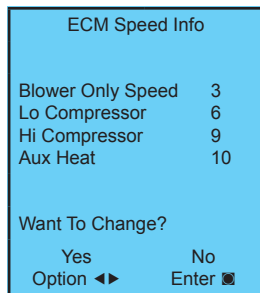 ECM Speed Info
Blower Only Speed 3
Lo Compressor 6
Hi Compressor 9
Aux Heat 10
Want To Change?
Yes No
Option ◄► Enter ◙